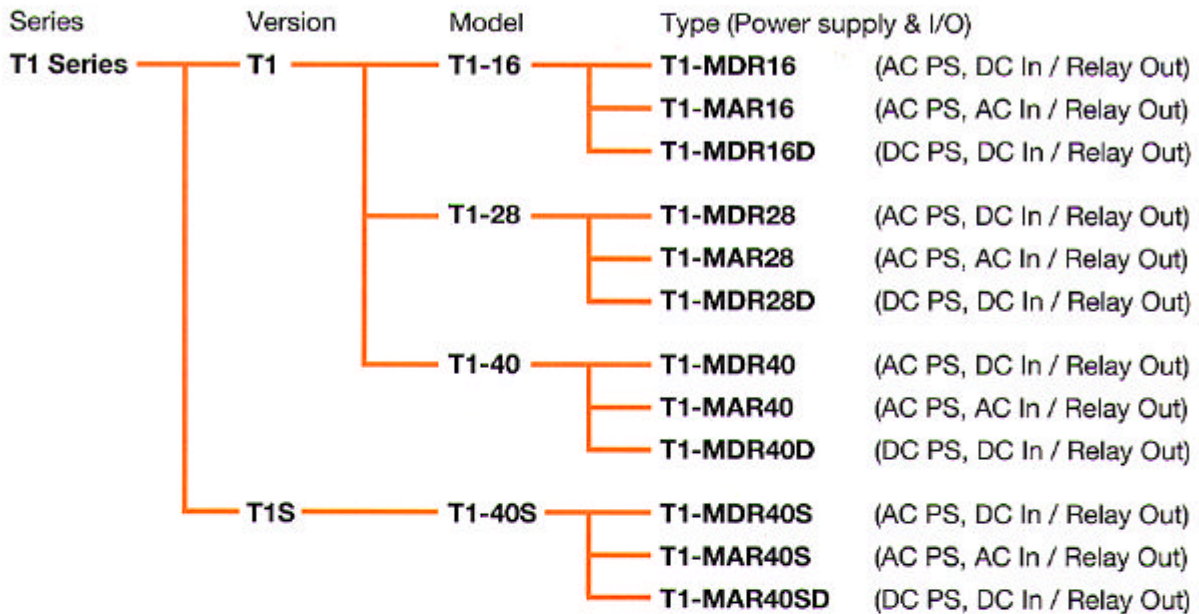 Series Version Model Type (Power supply & I/O)
T1 Series T1 T1-16 T1-MDR16 (AC PS, DC In / Relay Out)
T1-MAR16 (AC PS, AC In / Relay Out)
T1-MDR16D (DC PS, DC In / Relay Out)
T1-28 T1-MDR28 (AC PS, DC In / Relay Out)
T1-MAR28 (AC PS, AC In / Relay Out)
T1-MDR28D (DC PS, DC In / Relay Out)
T1-40 T1-MDR40 (AC PS, DC In / Relay Out)
T1-MAR40 (AC PS, AC In / Relay Out)
T1-MDR40D (DC PS, DC In / Relay Out)
T1S T1-40S T1-MDR40S (AC PS, DC In / Relay Out)
T1-MAR40S (AC PS, AC In / Relay Out)
T1-MAR40SD (DC PS, DC In / Relay Out)